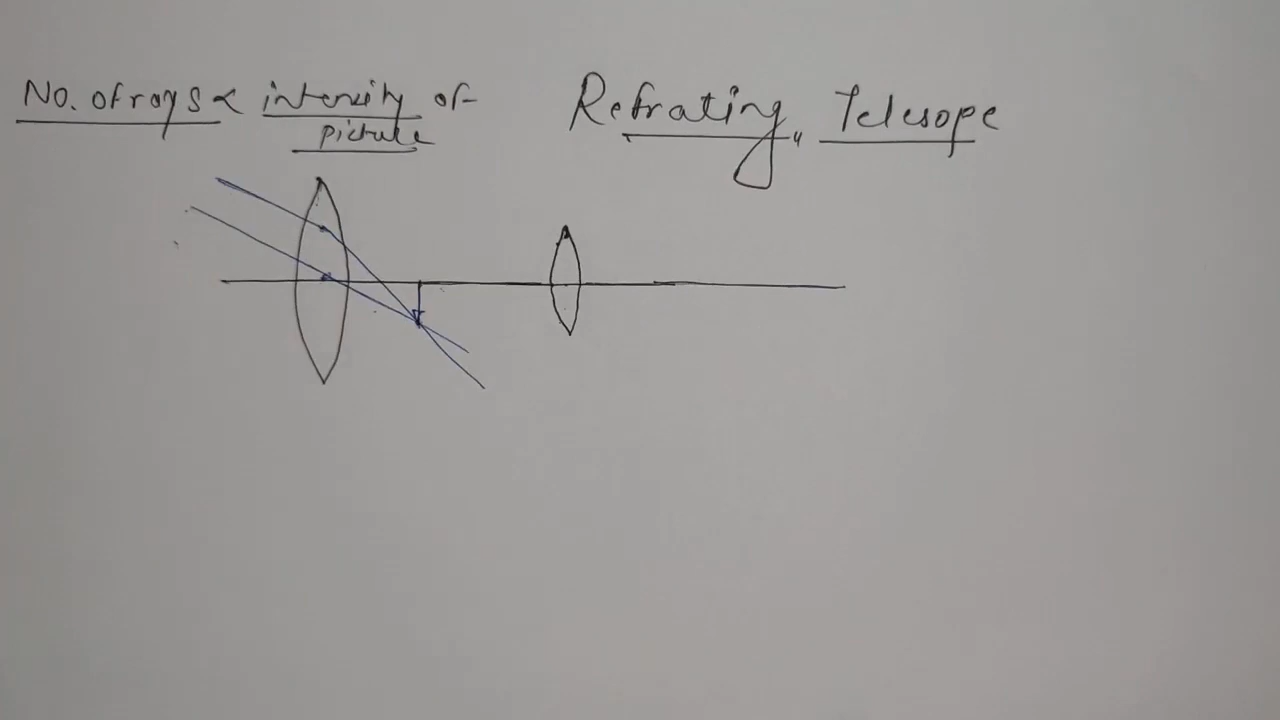 No. of rays ∝ intensity of
picture
Refrating Telesope